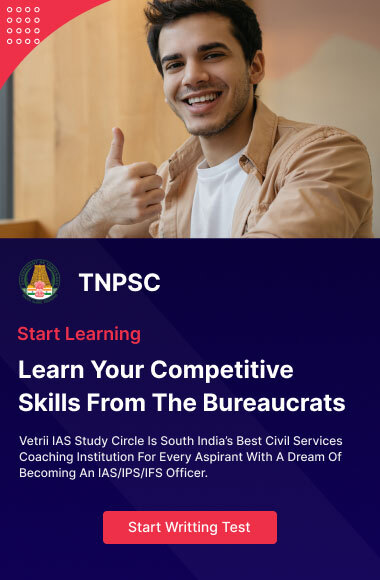 TNPSC
Start Learning
Learn Your Competitive
Skills From The Bureaucrats
Vetrii IAS Study Circle Is South India's Best Civil Services
Coaching Institution For Every Aspirant With A Dream Of
Becoming An IAS/IPS/IFS Officer.
Start Writting Test